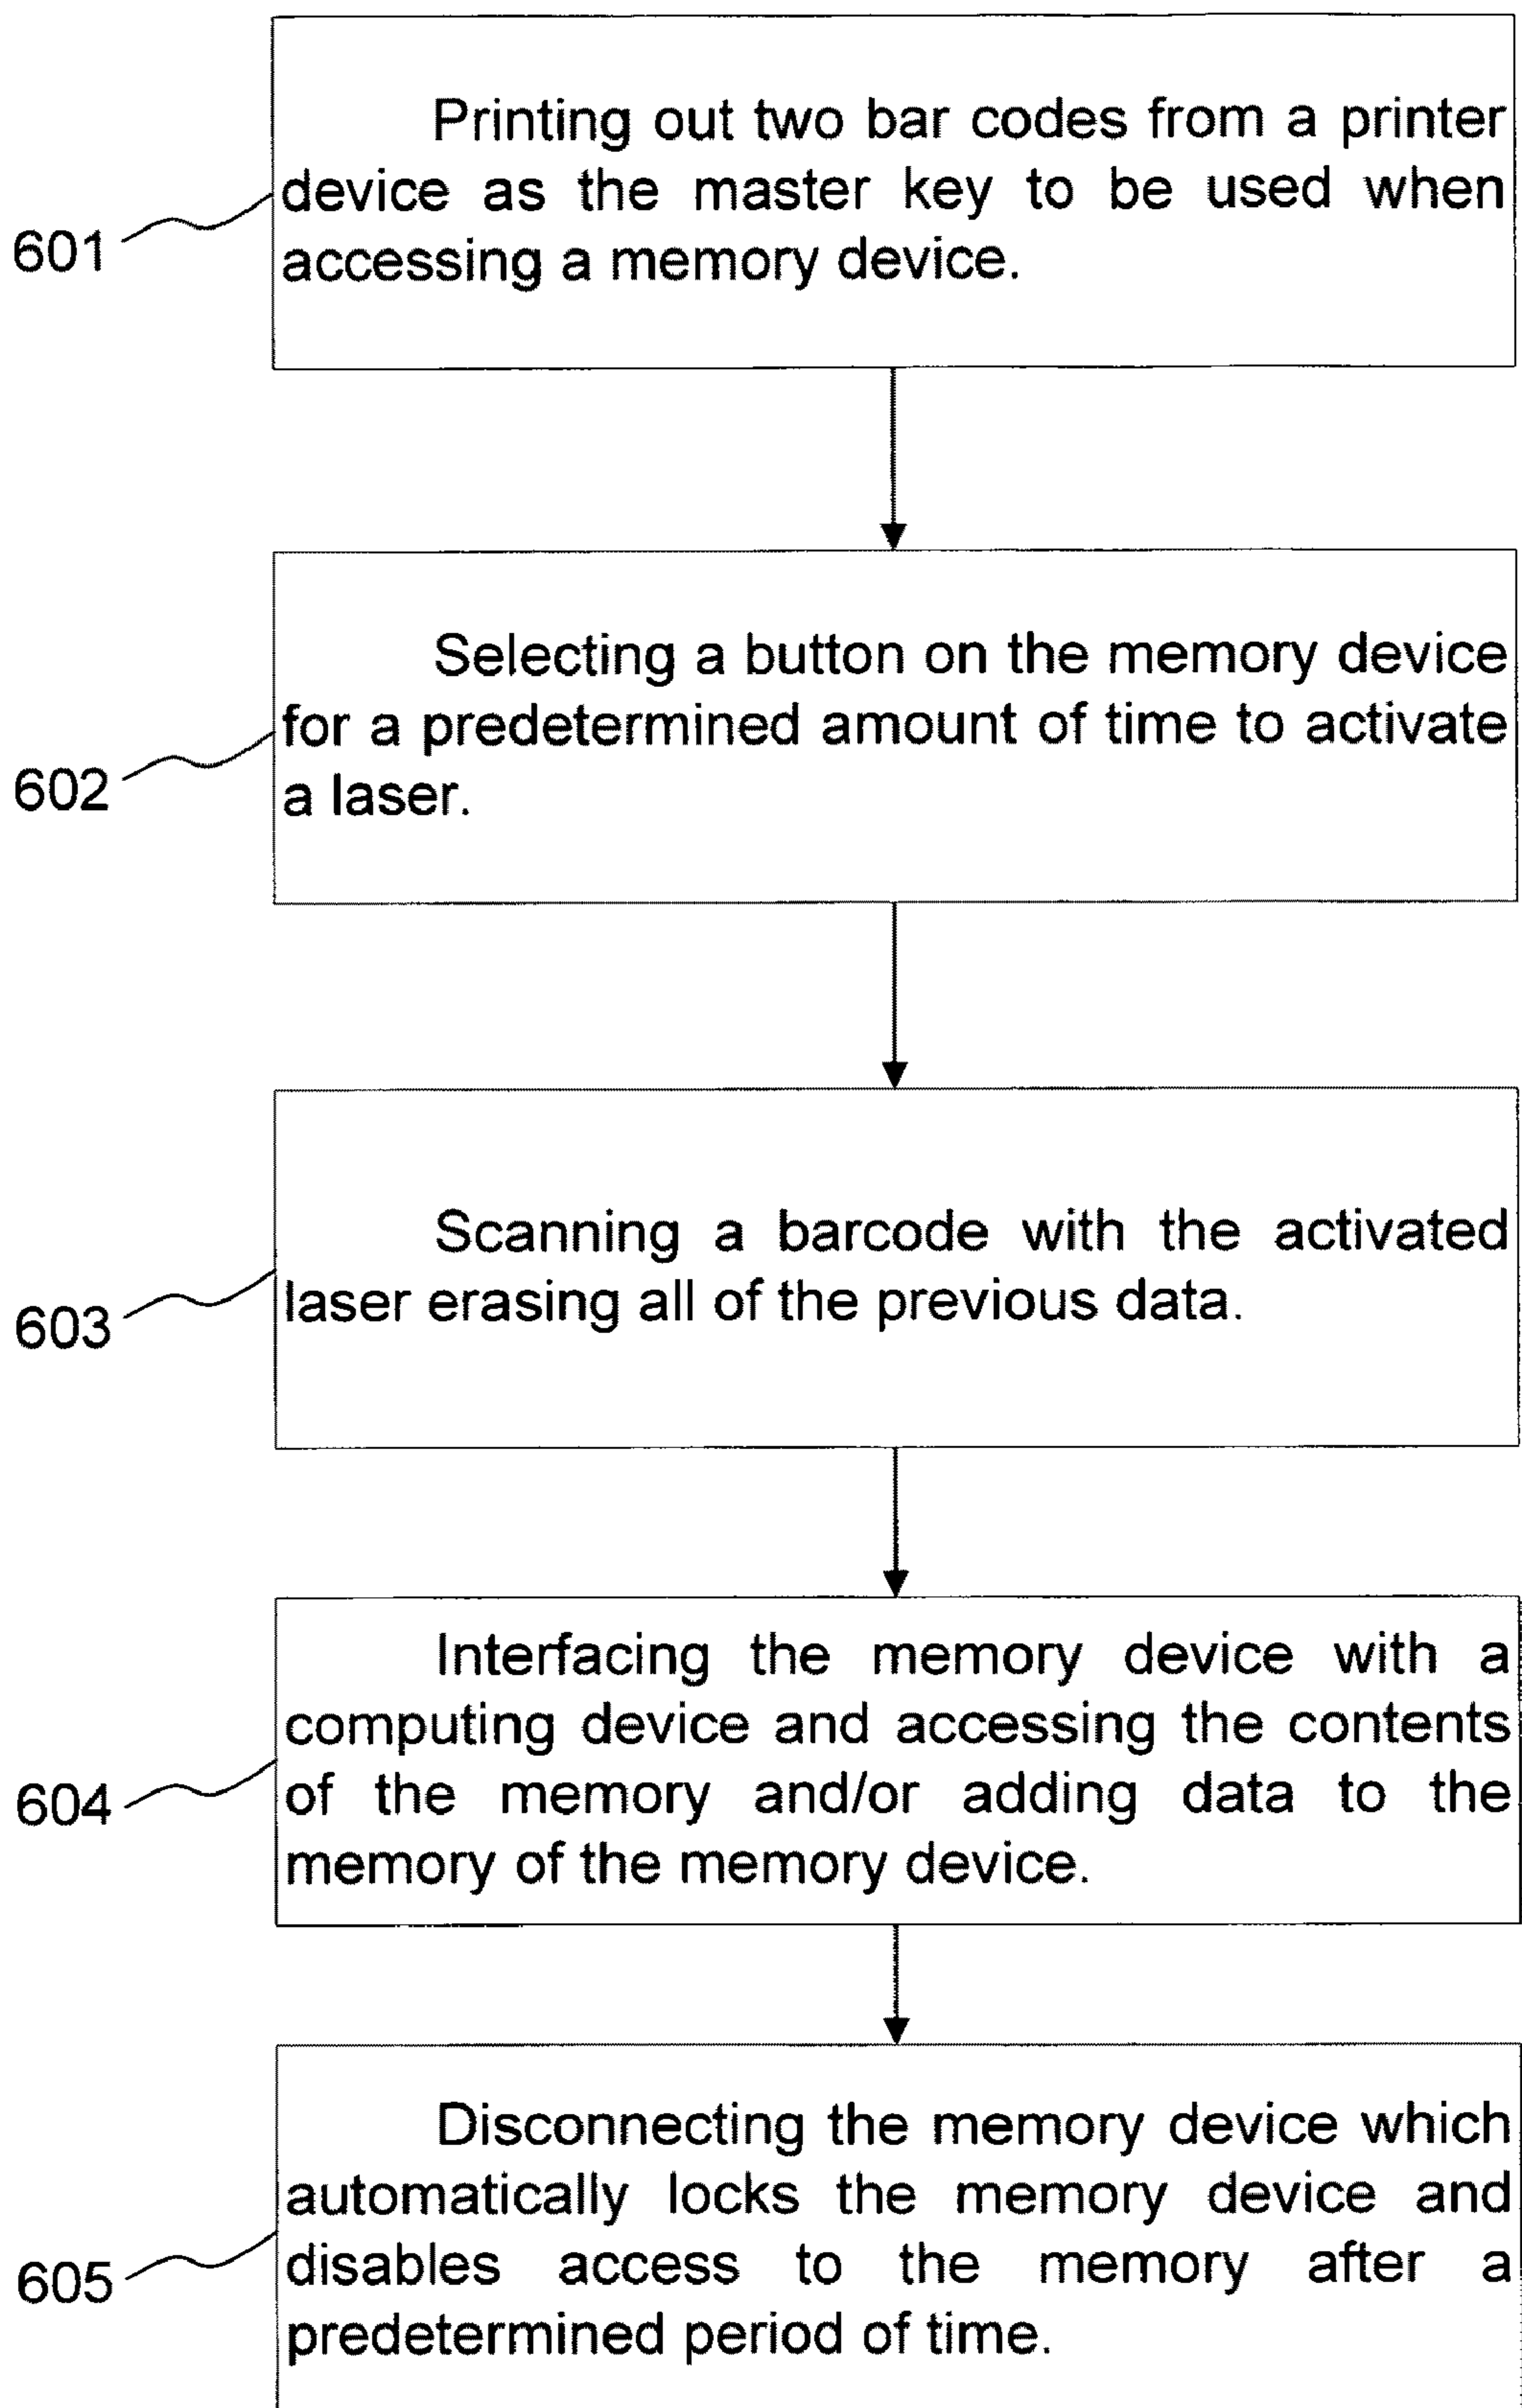 Printing out two bar codes from a printer
device as the master key to be used when
accessing a memory device.
601
Selecting a button on the memory device
for a predetermined amount of time to activate
a laser.
602
Scanning a barcode with the activated
laser erasing all of the previous data.
603
Interfacing the memory device with a
computing device and accessing the contents
of the memory and/or adding data to the
memory of the memory device.
604
Disconnecting the memory device which
automatically locks the memory device and
disables access to the memory after a
predetermined period of time.
605